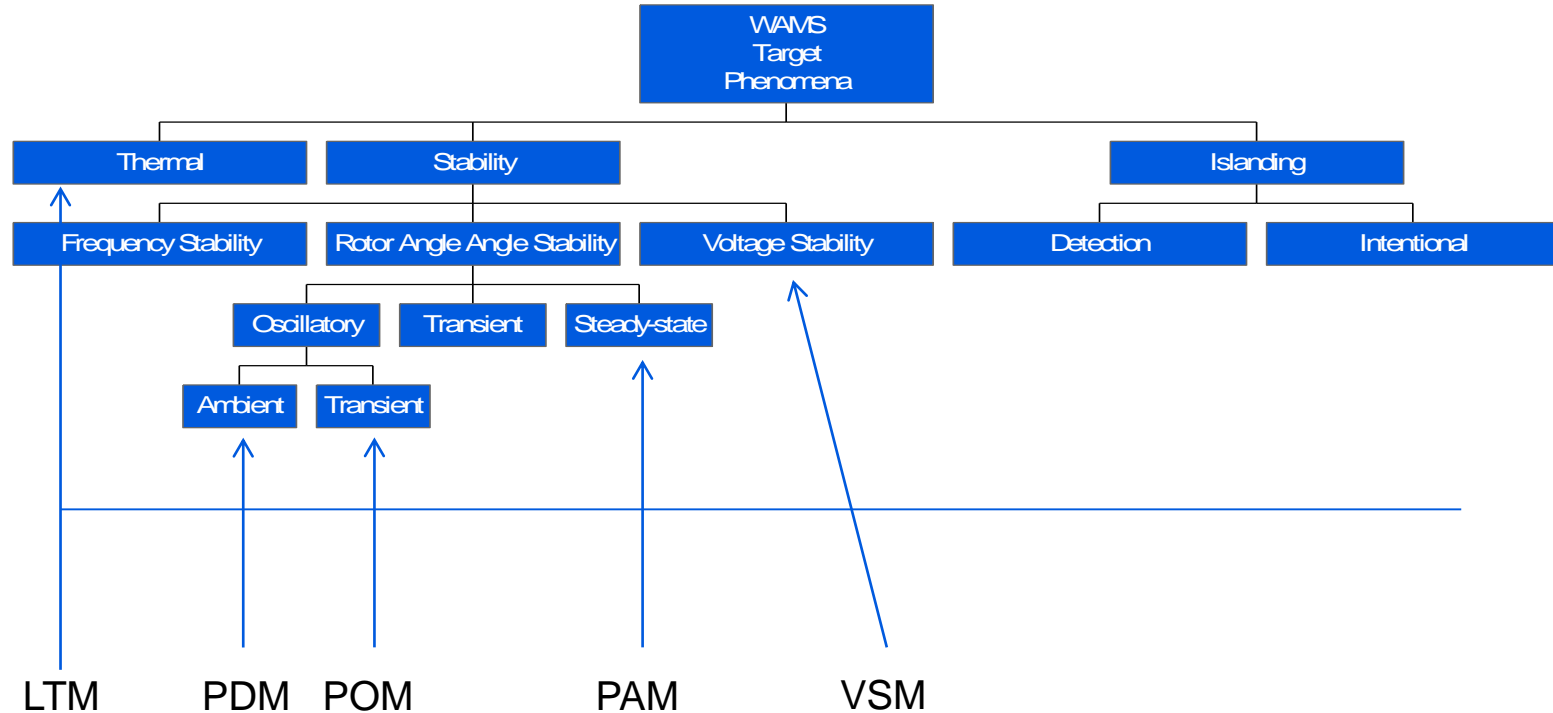 WAMS
Target
Phenomena
Thermal
Stability
Islanding
Frequency Stability
Rotor Angle Angle Stability
Voltage Stability
Detection
Intentional
Oscillatory
Transient
Steady-state
Ambient
Transient
LTM
PDM
POM
PAM
VSM